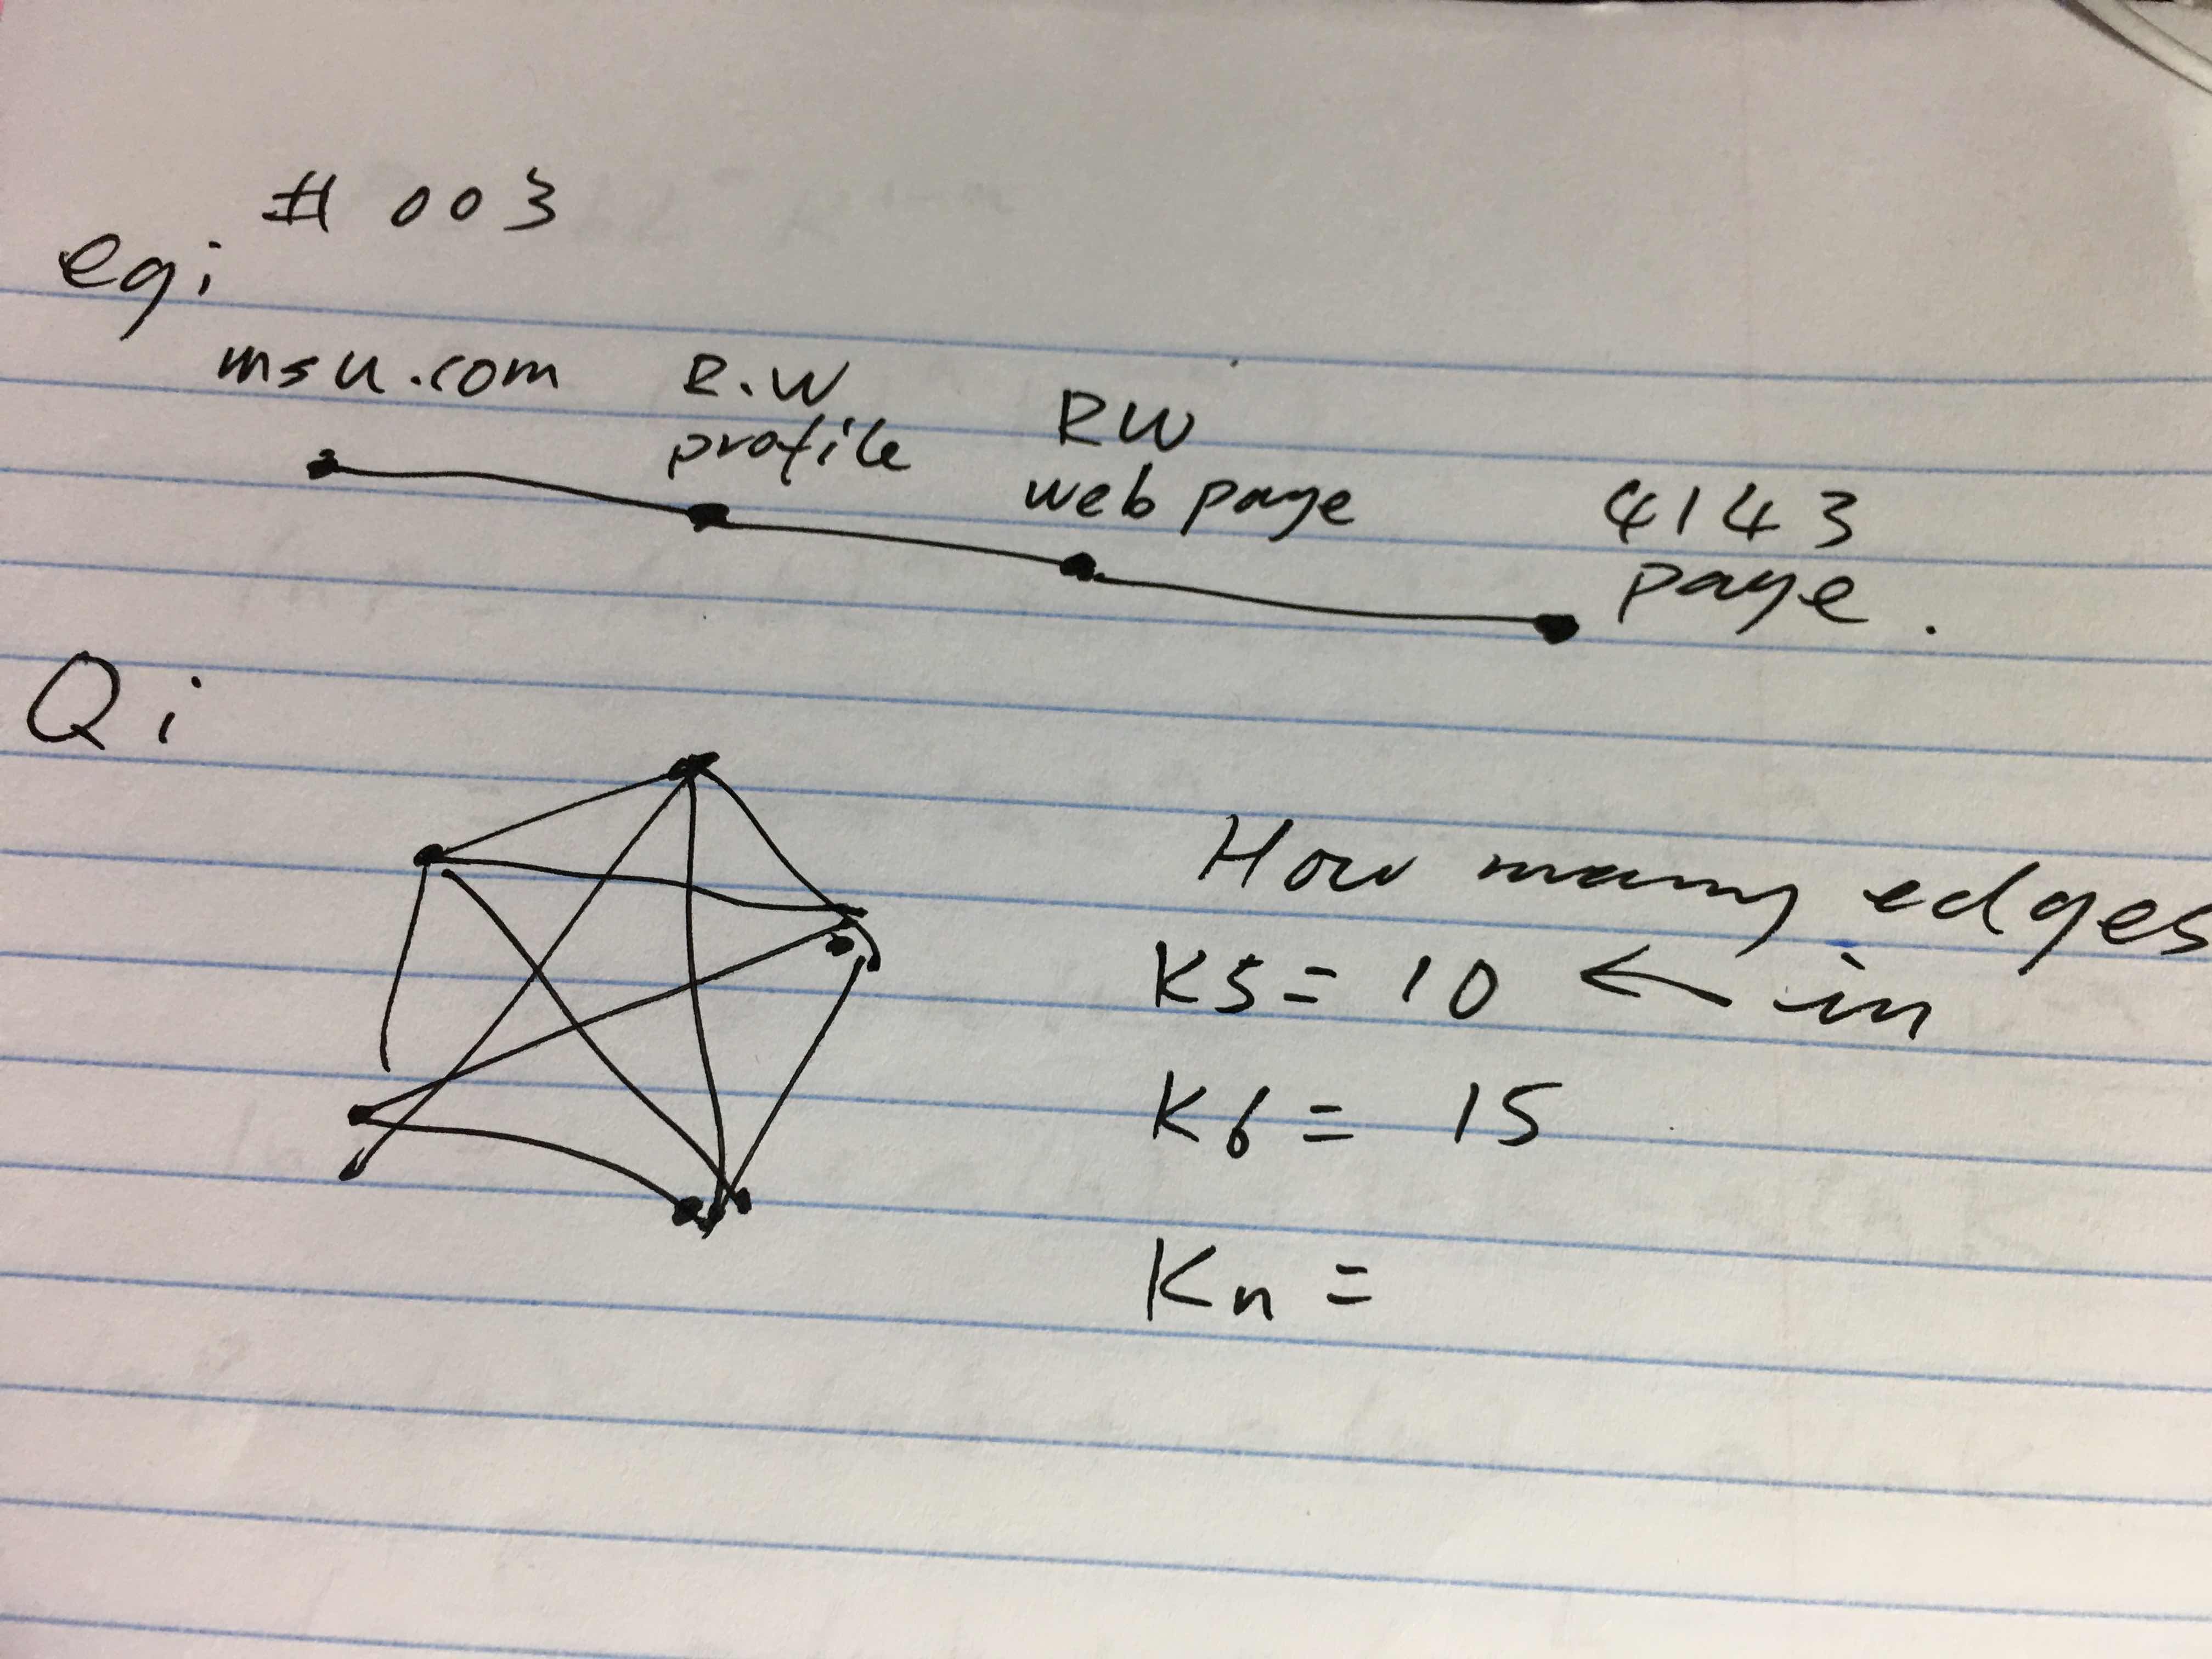 # 003
eg:
msu.com R.W RW 4143
profile web page page.
Q:
How many edges
K5 = 10 ← in
K6 = 15
Kn =